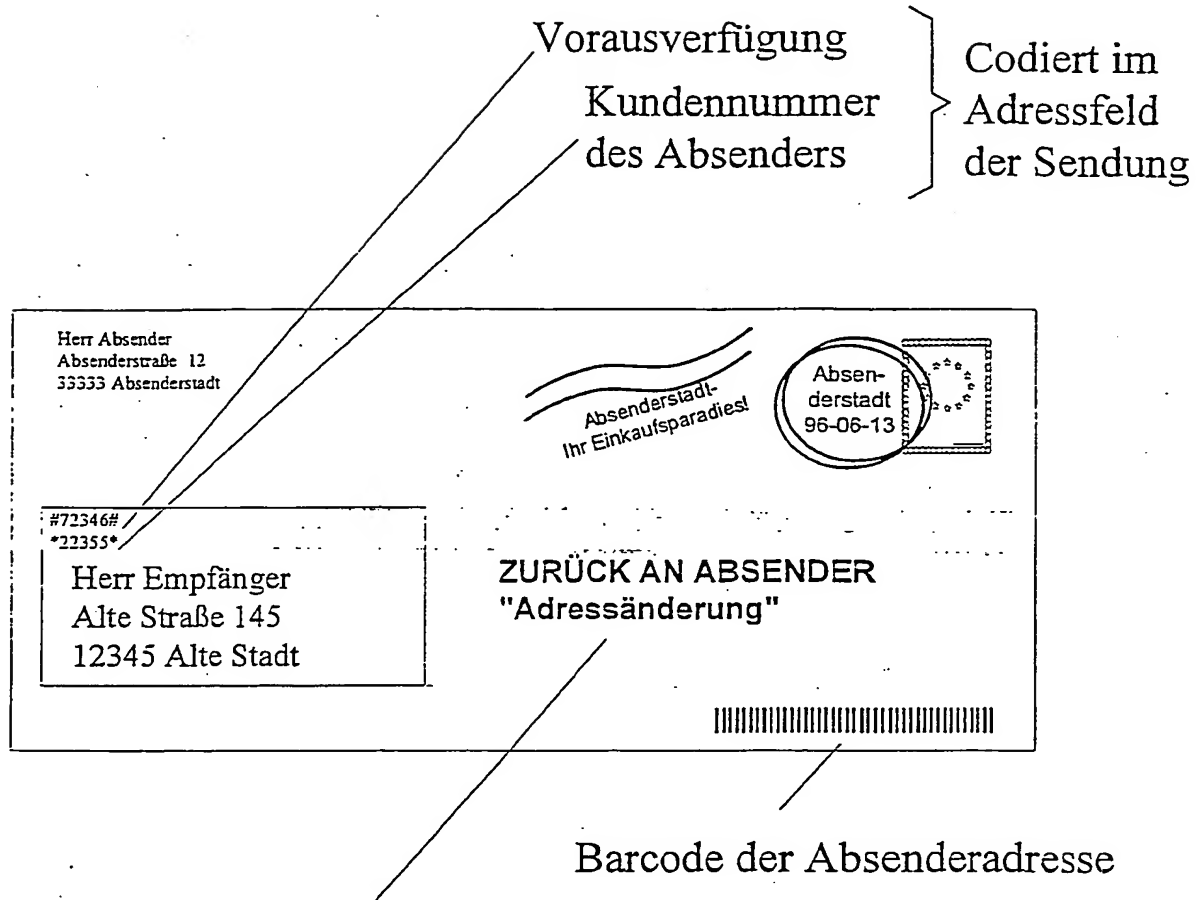 Vorausverfügung
Kundennummer
des Absenders
Codiert im
Adressfeld
der Sendung
Herr Absender
Absenderstraße 12
33333 Absenderstadt
Absenderstadt-
Ihr Einkaufsparadies!
Absen-
derstadt
96-06-13
#72346#
*22355*
Herr Empfänger
Alte Straße 145
12345 Alte Stadt
ZURÜCK AN ABSENDER
"Adressänderung"
Barcode der Absenderadresse